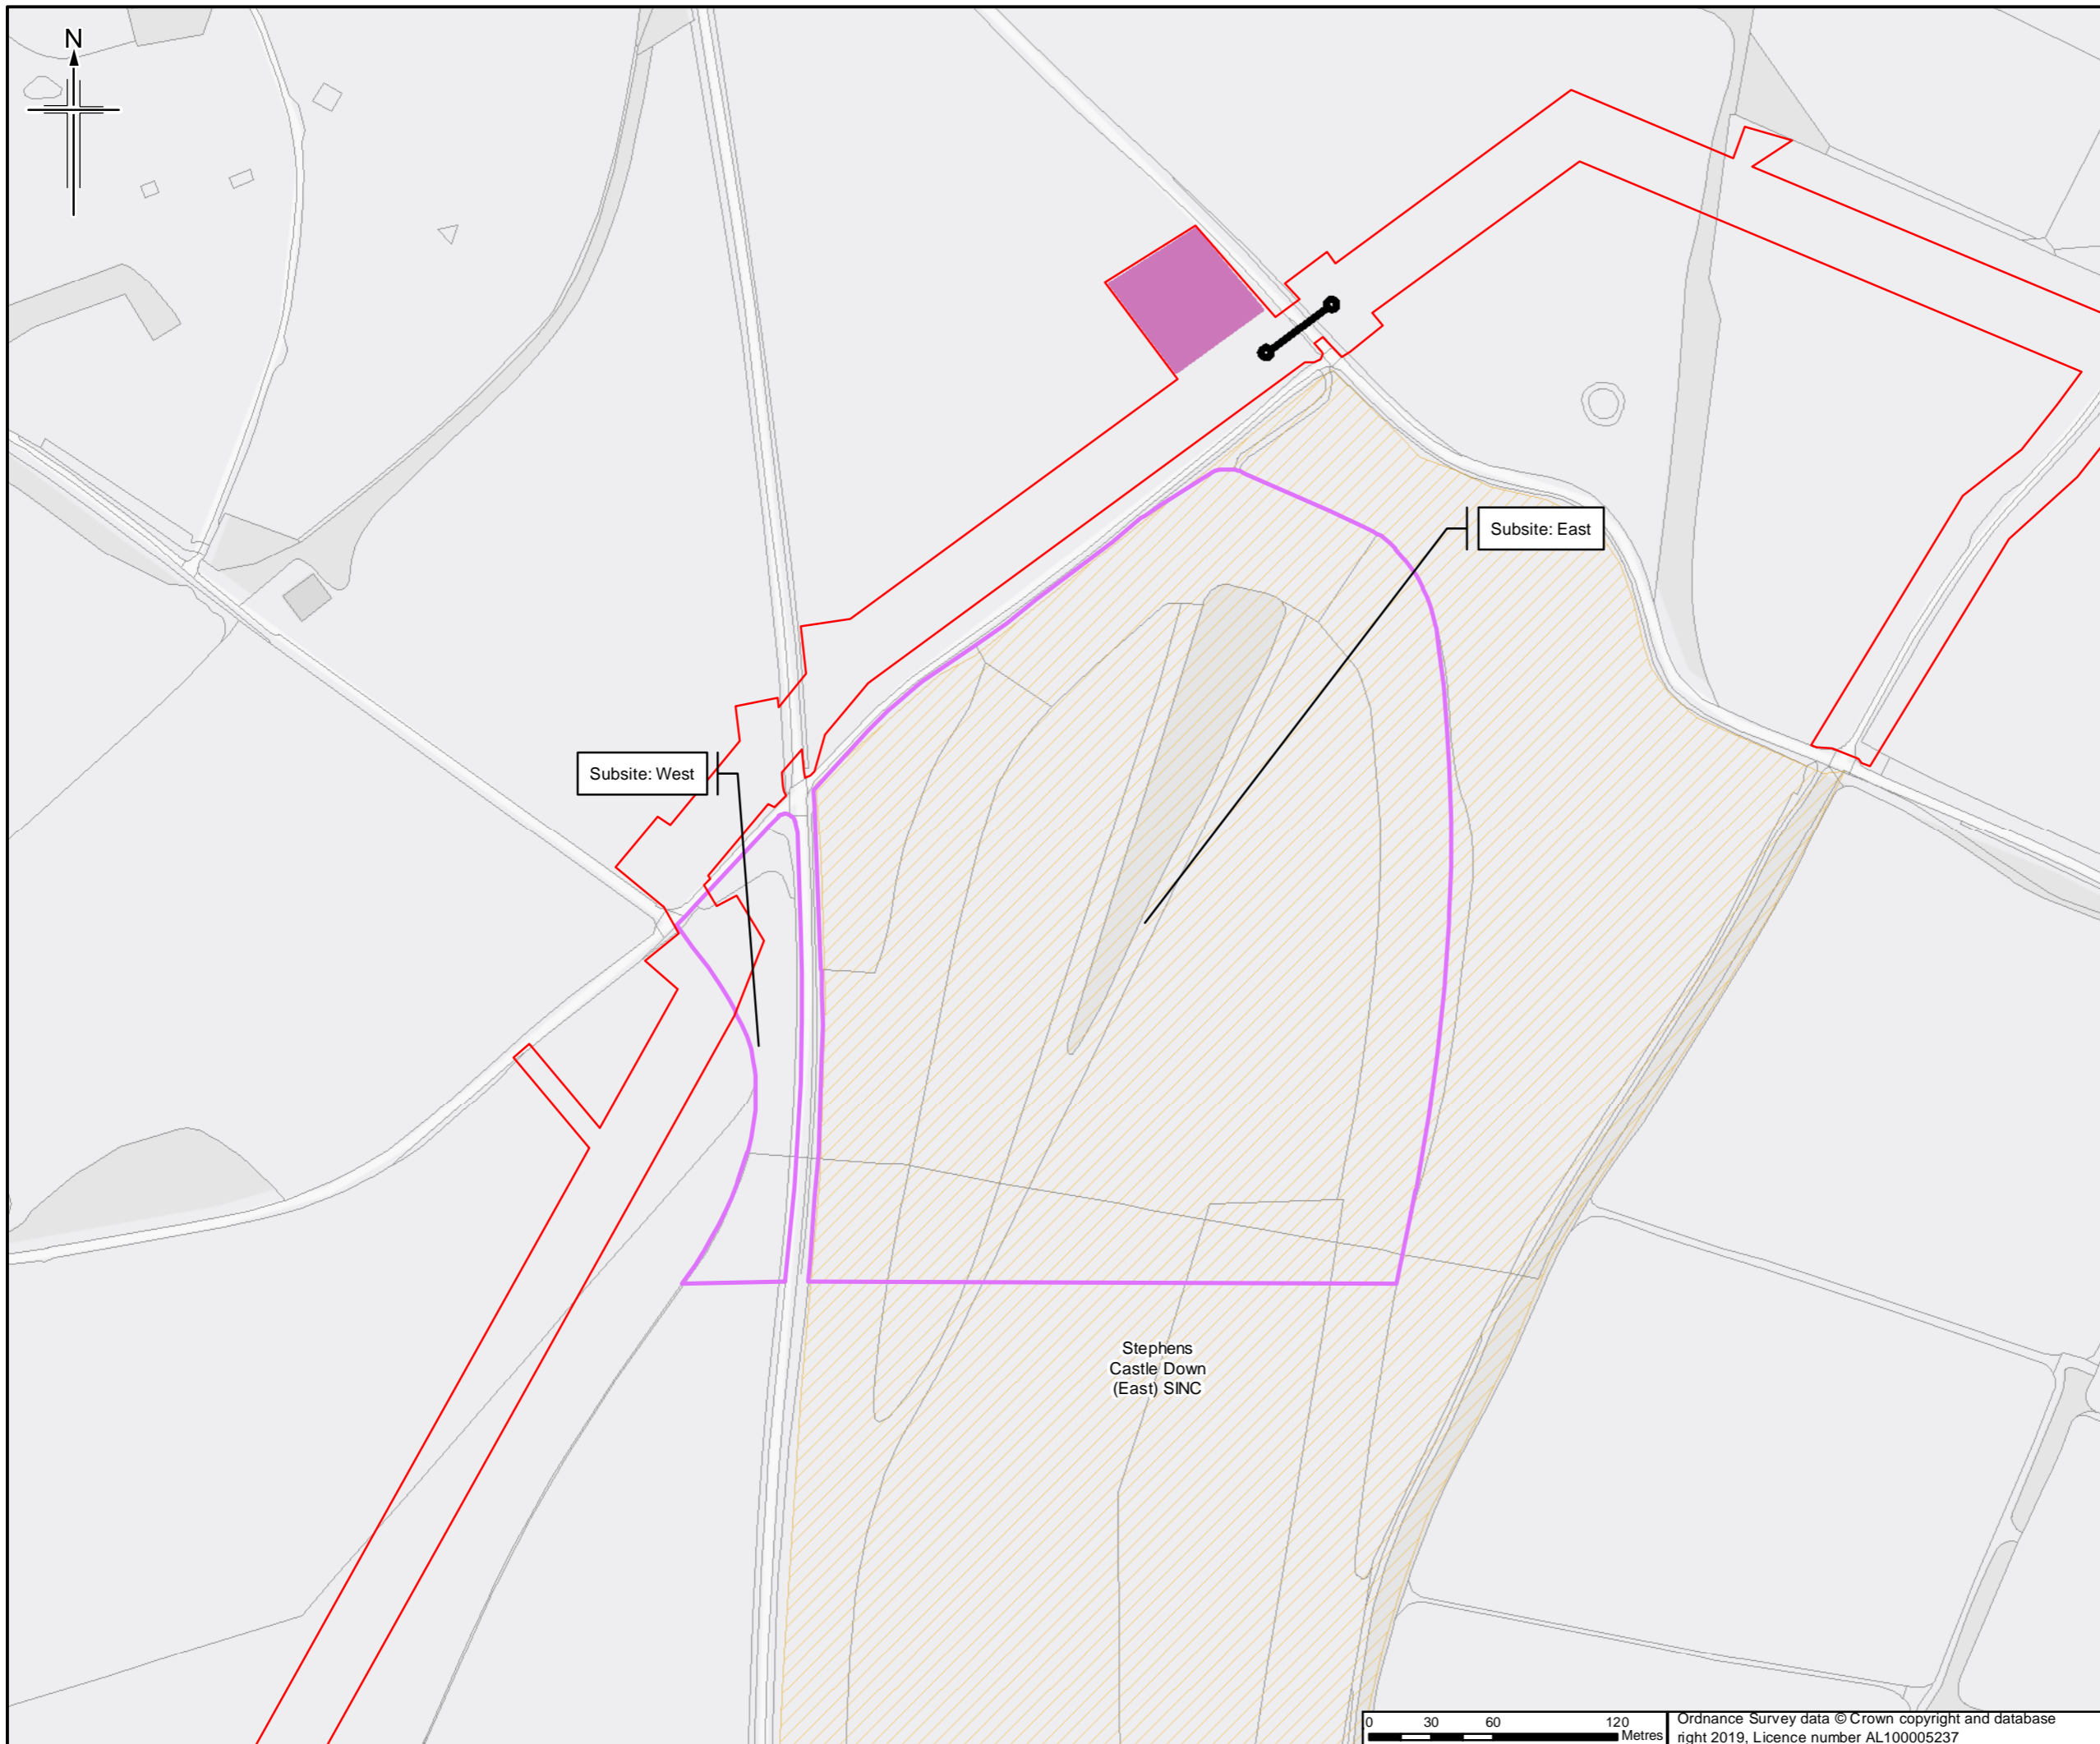 N
Subsite: East
Subsite: West
Stephens
Castle Down
(East) SINC
0 30 60 120
Metres
Ordnance Survey data © Crown copyright and database
right 2019, Licence number AL100005237